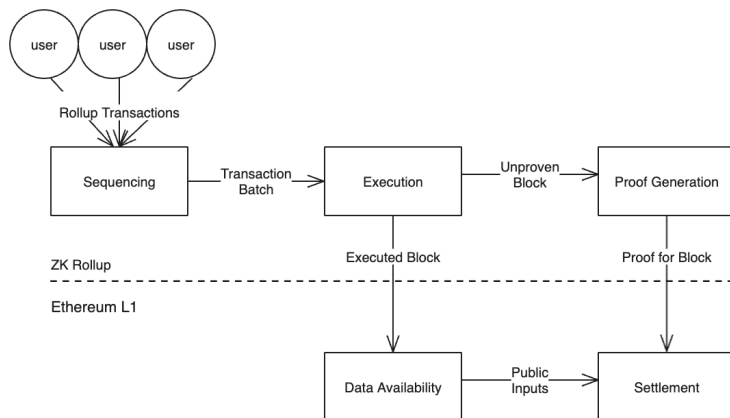 user
user
user
Rollup Transactions
Sequencing
Transaction
Batch
Execution
Unproven
Block
Proof Generation
Executed Block
Proof for Block
ZK Rollup
Ethereum L1
Data Availability
Public
Inputs
Settlement